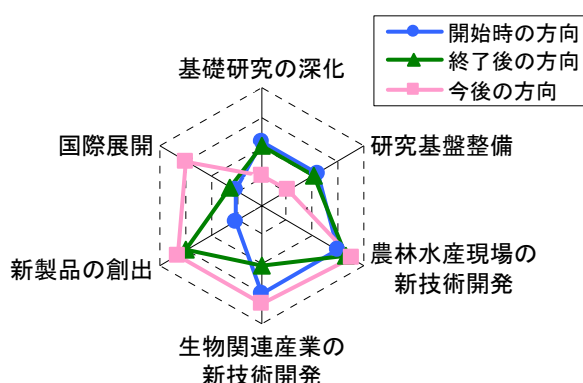 開始時の方向
終了後の方向
今後の方向
基礎研究の深化
国際展開
研究基盤整備
新製品の創出
農林水産現場の
新技術開発
生物関連産業の
新技術開発